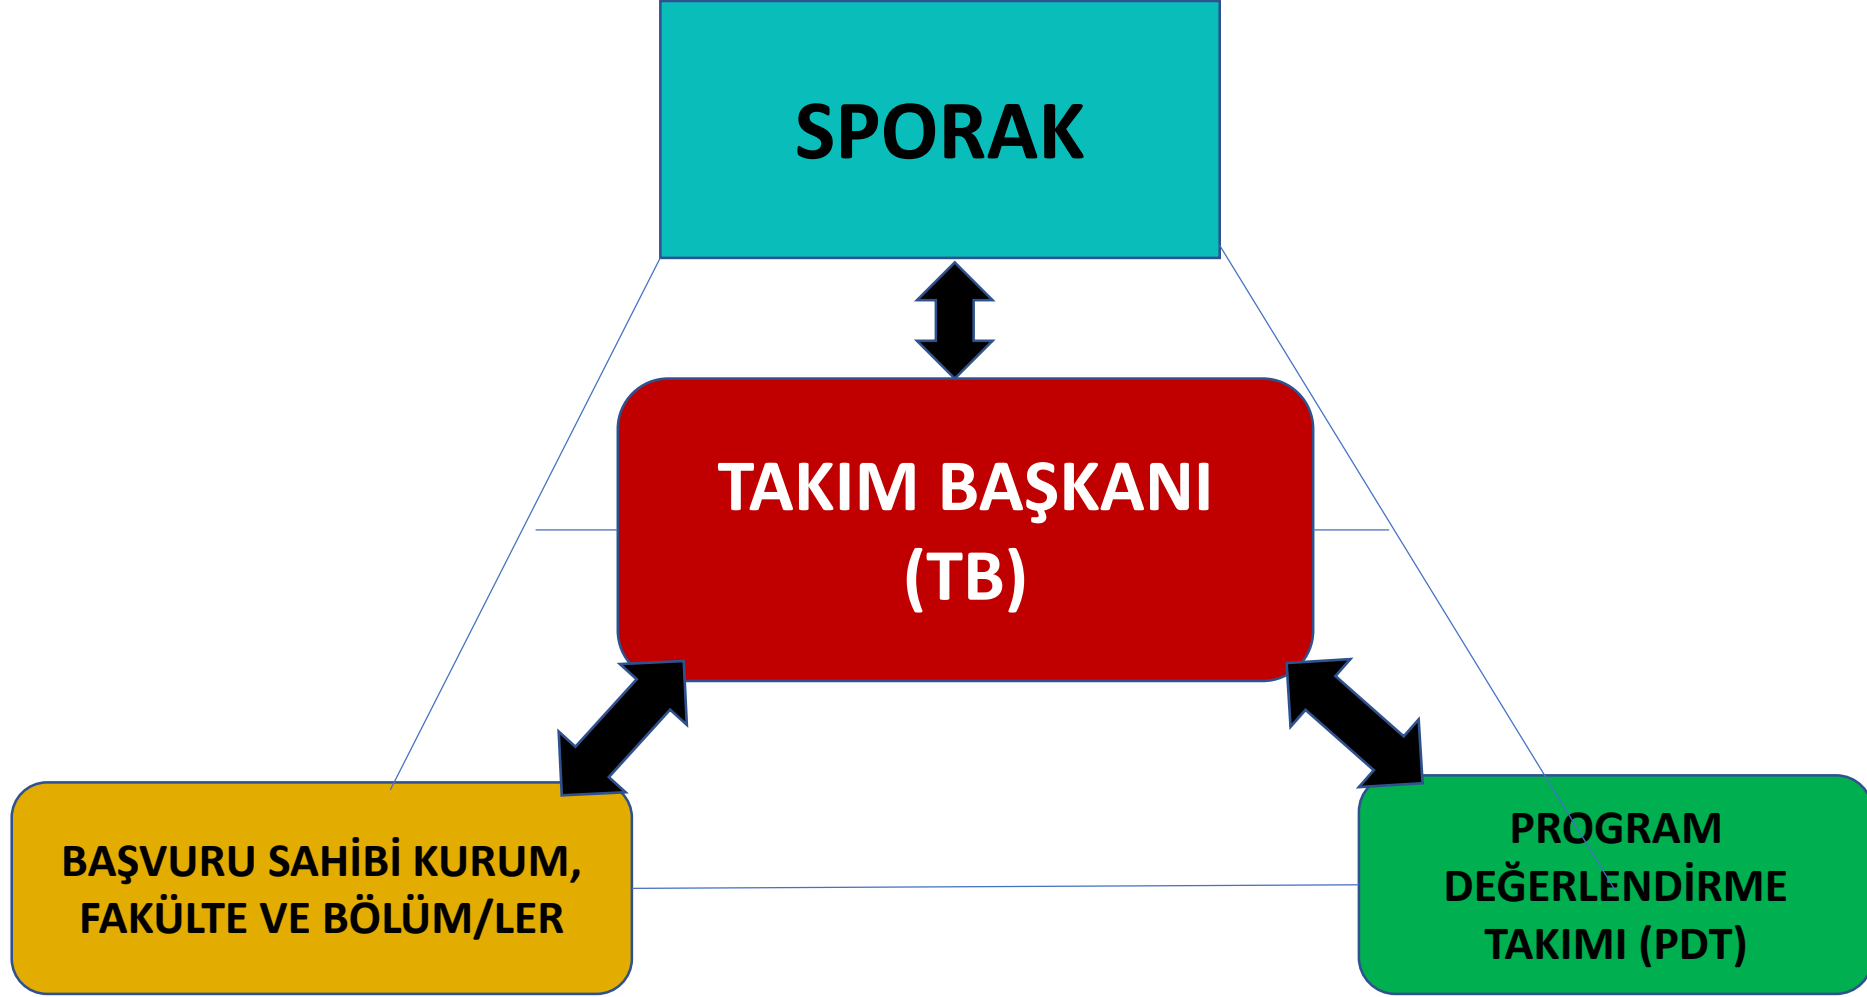 SPORAK
TAKIM BAŞKANI
(TB)
BAŞVURU SAHİBİ KURUM,
FAKÜLTE VE BÖLÜM/LER
PROGRAM
DEĞERLENDİRME
TAKIMI (PDT)